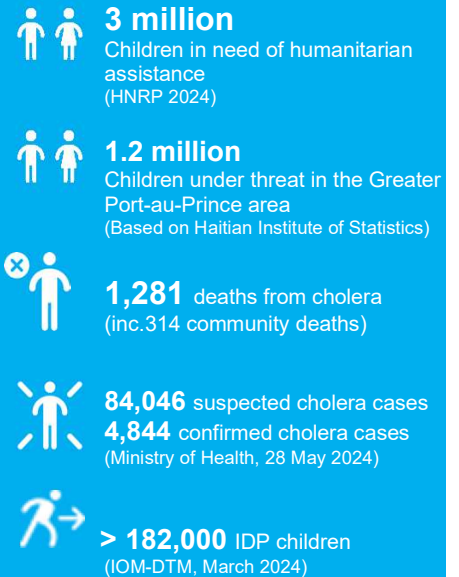 3 million
Children in need of humanitarian
assistance
(HNRP 2024)
1.2 million
Children under threat in the Greater
Port-au-Prince area
(Based on Haitian Institute of Statistics)
1,281 deaths from cholera
(inc.314 community deaths)
84,046 suspected cholera cases
4,844 confirmed cholera cases
(Ministry of Health, 28 May 2024)
> 182,000 IDP children
(IOM-DTM, March 2024)